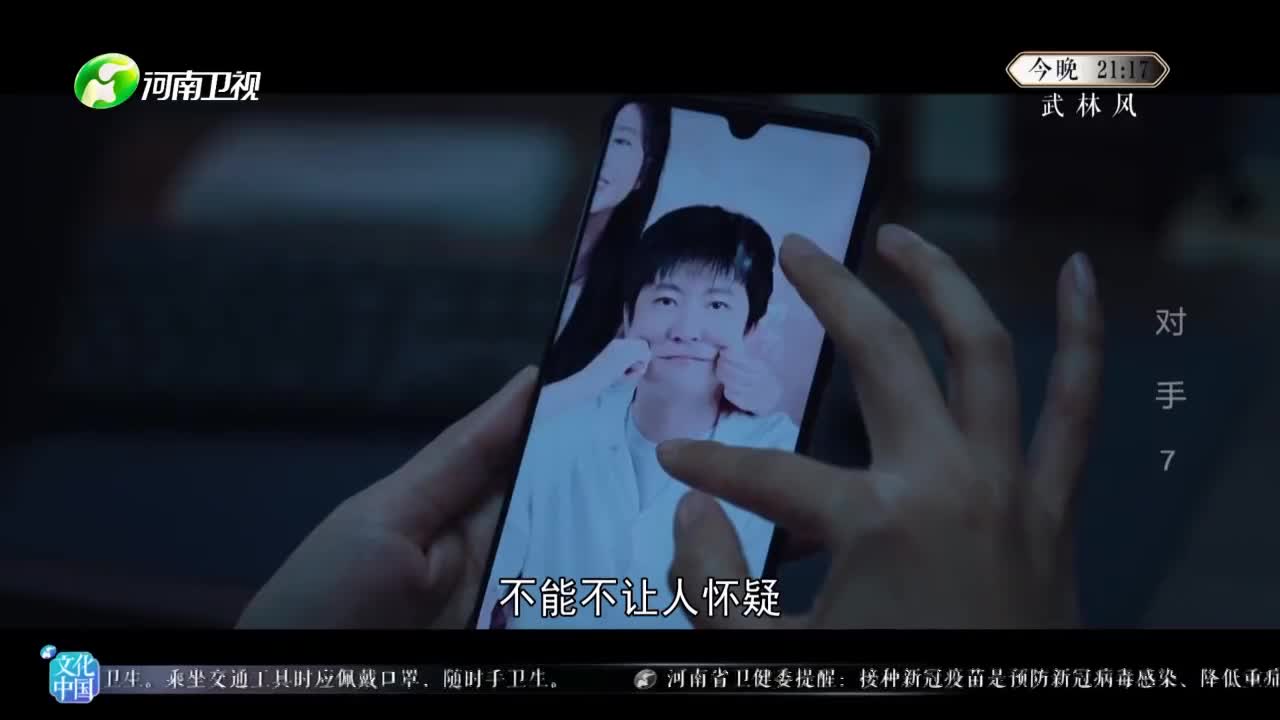 河南卫视
今晚 21:17
武林风
对手7
不能不让人怀疑
文化中国
卫生。乘坐交通工具时应佩戴口罩，随时手卫生。 河南省卫健委提醒：接种新冠疫苗是预防新冠病毒感染、降低重症